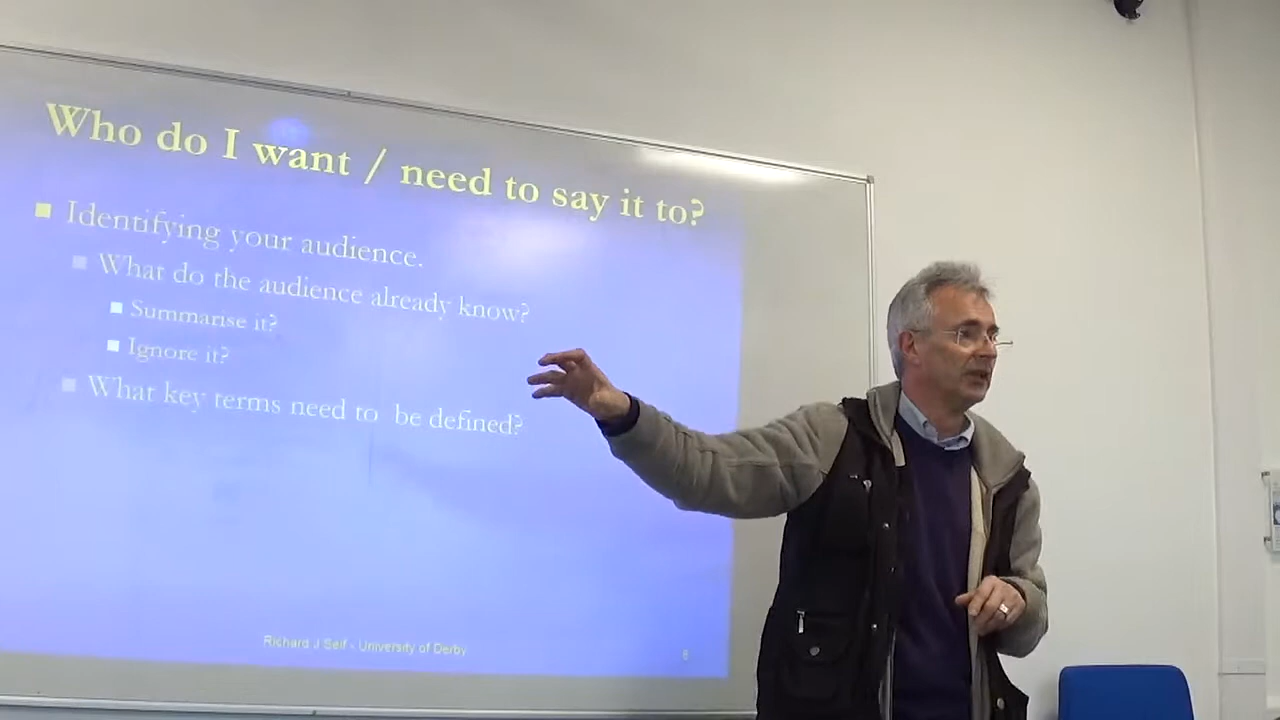 Who do I want / need to say it to?
Identifying your audience.
What do the audience already know?
Summarise it?
Ignore it?
What key terms need to be defined?
Richard J Self - University of Derby
6